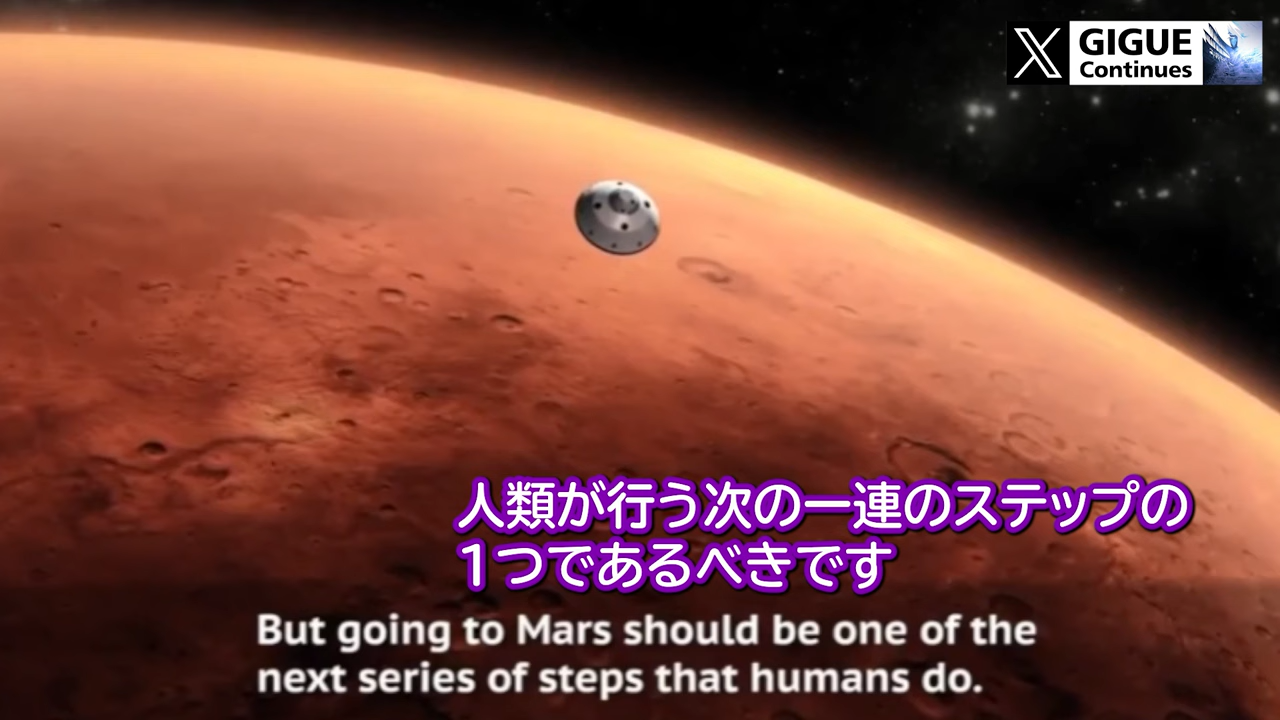 X
GIGUE
Continues
人類が行う次の一連のステップの
1つであるべきです
But going to Mars should be one of the
next series of steps that humans do.